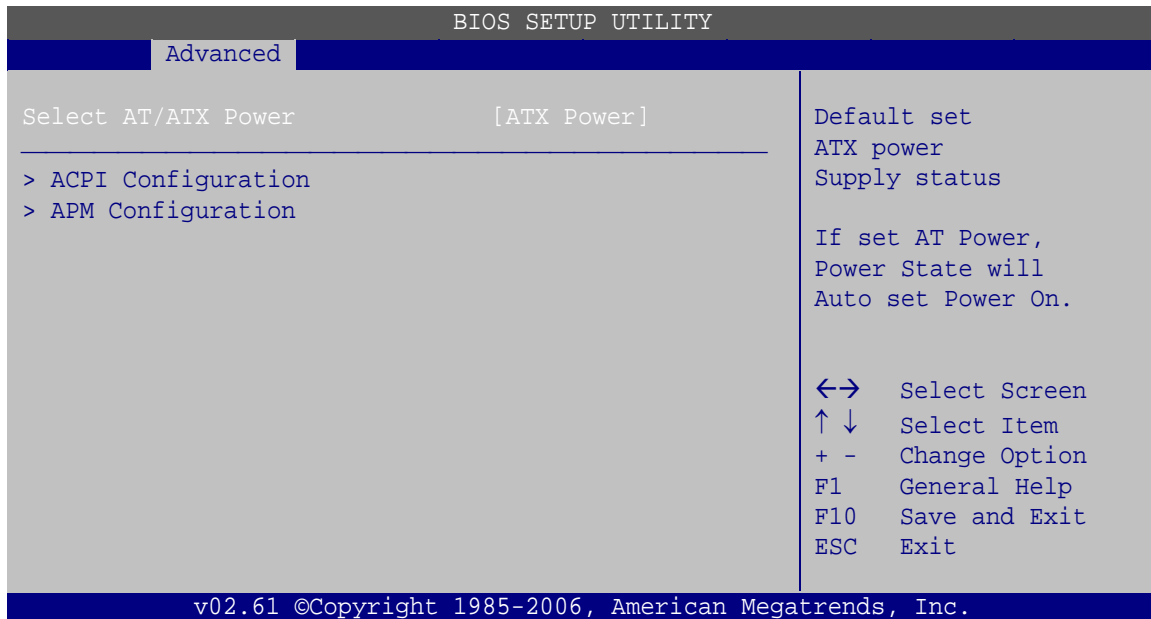 BIOS SETUP UTILITY
Advanced
Select AT/ATX Power [ATX Power]
> ACPI Configuration
> APM Configuration
Default set
ATX power
Supply status
If set AT Power,
Power State will
Auto set Power On.
←→ Select Screen
↑ ↓ Select Item
+ - Change Option
F1 General Help
F10 Save and Exit
ESC Exit
v02.61 ©Copyright 1985-2006, American Megatrends, Inc.